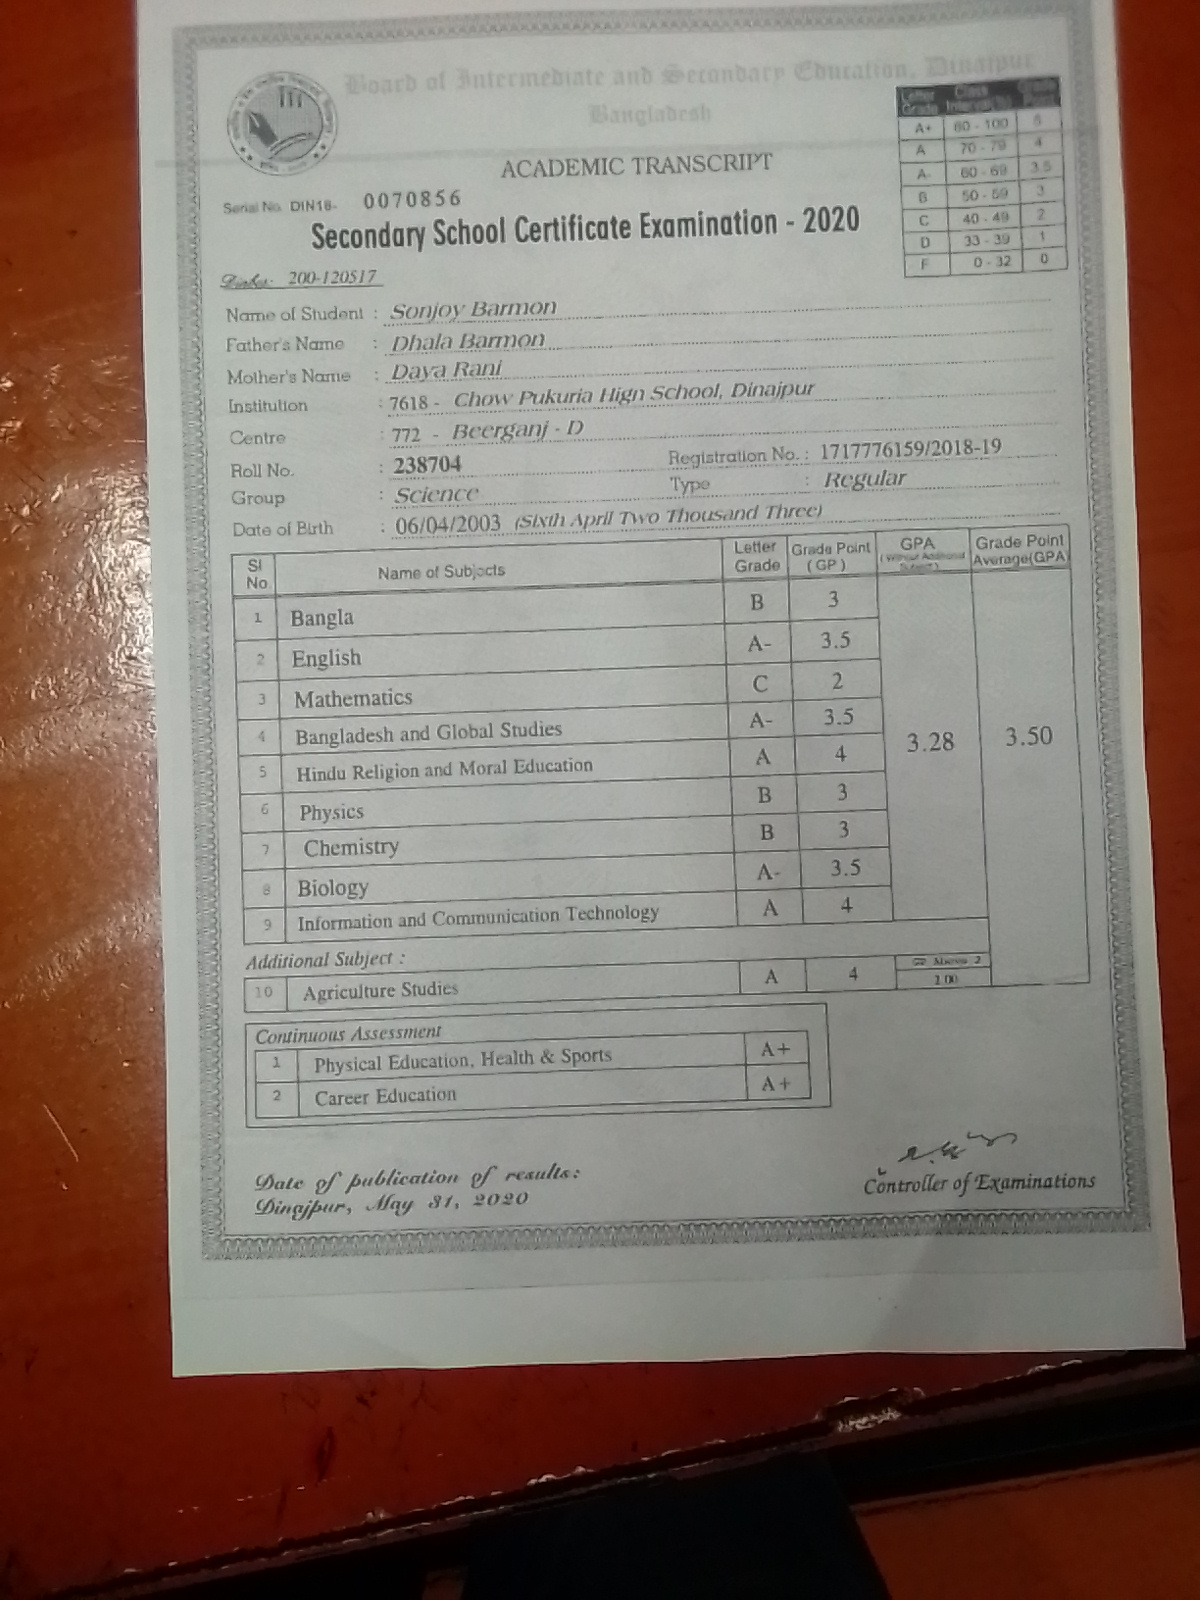 Board of Intermediate and Secondary Education, Dinajpur
Bangladesh
Letter Grade Class Interval(%) Grade Point
A+ 80 - 100 5
A 70 - 79 4
A- 60 - 69 3.5
B 50 - 59 3
C 40 - 49 2
D 33 - 39 1
F 0 - 32 0
ACADEMIC TRANSCRIPT
Serial No. DIN18- 0070856
Secondary School Certificate Examination - 2020
200-120517
Name of Student : Sonjoy Barmon
Father's Name : Dhala Barmon
Mother's Name : Daya Rani
Institution : 7618 - Chow Pukuria Hign School, Dinajpur
Centre : 772 - Beerganj - D
Roll No. : 238704 Registration No. : 1717776159/2018-19
Group : Science Type : Regular
Date of Birth : 06/04/2003 (Sixth April Two Thousand Three)
Sl No. Name of Subjects Letter Grade Grade Point (GP) GPA (Without Additional Subject) Grade Point Average(GPA)
1 Bangla B 3
2 English A- 3.5
3 Mathematics C 2
4 Bangladesh and Global Studies A- 3.5 3.28 3.50
5 Hindu Religion and Moral Education A 4
6 Physics B 3
7 Chemistry B 3
8 Biology A- 3.5
9 Information and Communication Technology A 4
Additional Subject :
GP Above 2
10 Agriculture Studies A 4 2.00
Continuous Assessment
1 Physical Education, Health & Sports A+
2 Career Education A+
Date of publication of results:
Dinajpur, May 31, 2020
Controller of Examinations